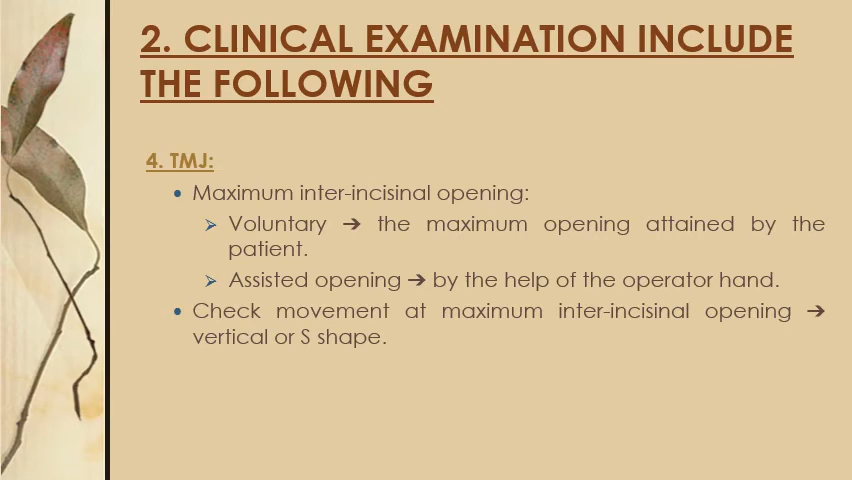 2. CLINICAL EXAMINATION INCLUDE
THE FOLLOWING
4. TMJ:
• Maximum inter-incisinal opening:
➢ Voluntary ➔ the maximum opening attained by the
patient.
➢ Assisted opening ➔ by the help of the operator hand.
• Check movement at maximum inter-incisinal opening ➔
vertical or S shape.